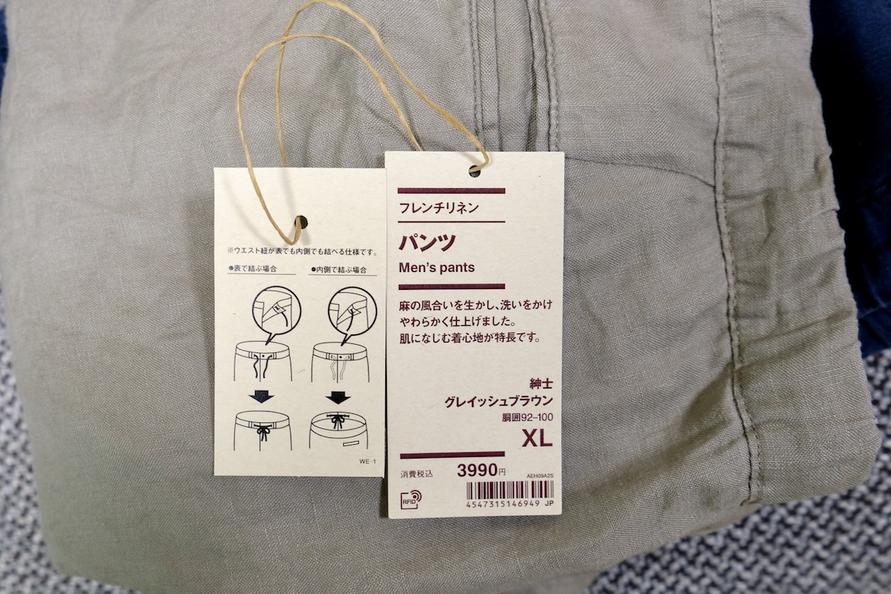 ※ウエスト紐が表でも内側でも結べる仕様です。
●表で結ぶ場合
●内側で結ぶ場合
WE-1
フレンチリネン
パンツ
Men's pants
麻の風合いを生かし、洗いをかけ
やわらかく仕上げました。
肌になじむ着心地が特長です。
紳士
グレイッシュブラウン
胴囲92-100
XL
消費税込 3990円
AEH09A2S
RFID
4547315146949 JP